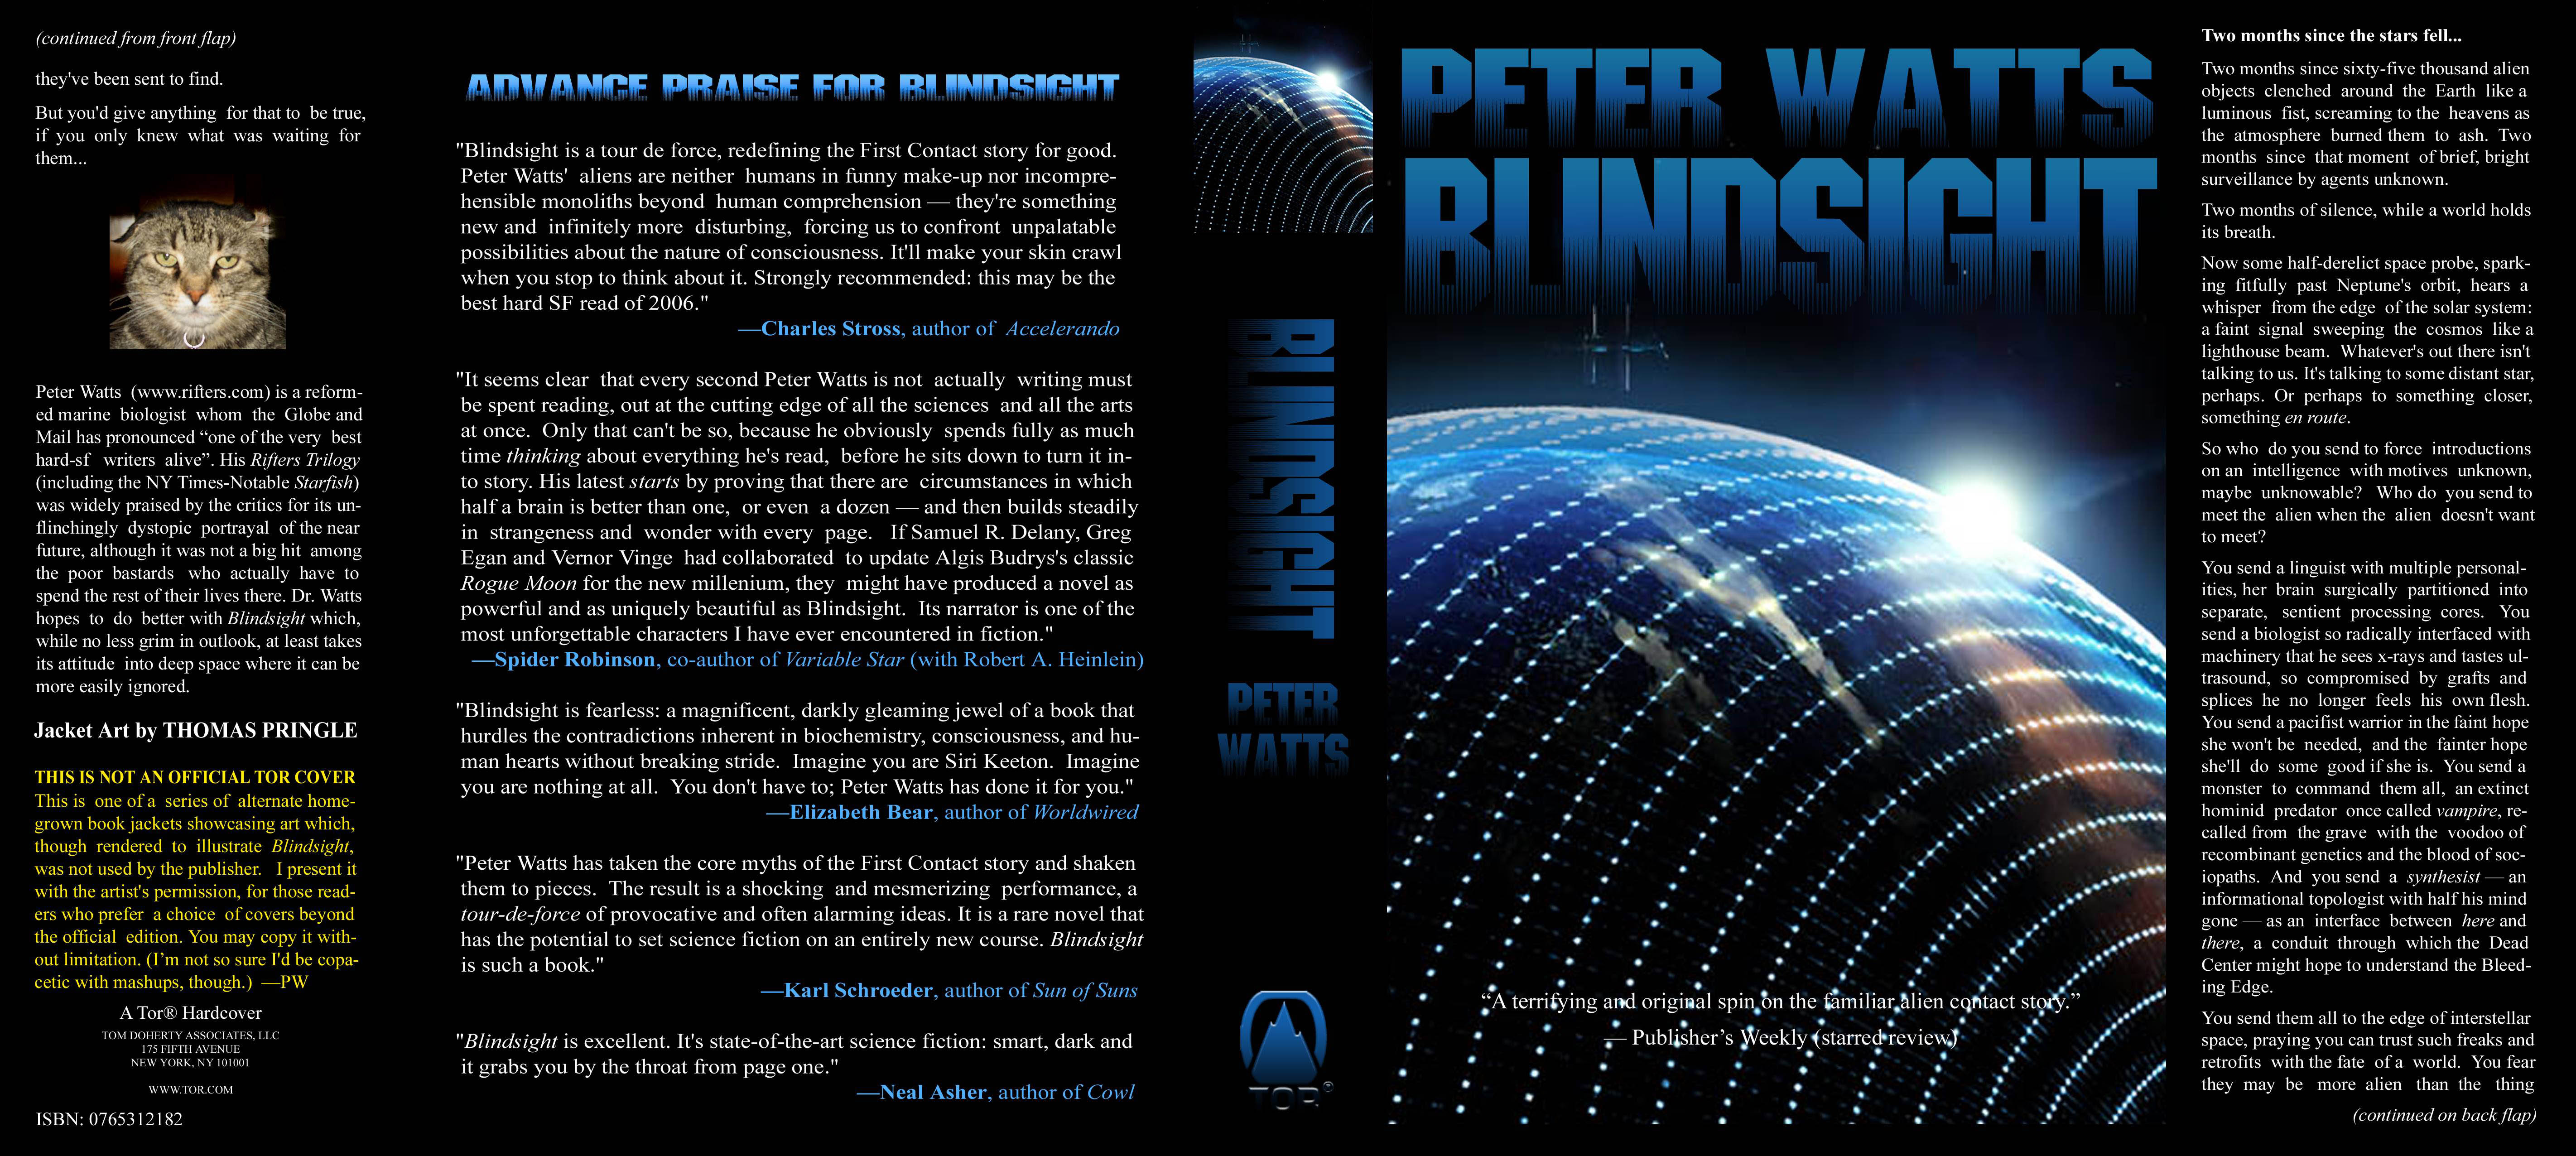 (continued from front flap)
they've been sent to find.
But you'd give anything for that to be true,
if you only knew what was waiting for
them...
Peter Watts (www.rifters.com) is a reform-
ed marine biologist whom the Globe and
Mail has pronounced “one of the very best
hard-sf writers alive”. His Rifters Trilogy
(including the NY Times-Notable Starfish)
was widely praised by the critics for its un-
flinchingly dystopic portrayal of the near
future, although it was not a big hit among
the poor bastards who actually have to
spend the rest of their lives there. Dr. Watts
hopes to do better with Blindsight which,
while no less grim in outlook, at least takes
its attitude into deep space where it can be
more easily ignored.
Jacket Art by THOMAS PRINGLE
THIS IS NOT AN OFFICIAL TOR COVER
This is one of a series of alternate home-
grown book jackets showcasing art which,
though rendered to illustrate Blindsight,
was not used by the publisher. I present it
with the artist's permission, for those read-
ers who prefer a choice of covers beyond
the official edition. You may copy it with-
out limitation. (I’m not so sure I'd be copa-
cetic with mashups, though.) —PW
A Tor® Hardcover
TOM DOHERTY ASSOCIATES, LLC
175 FIFTH AVENUE
NEW YORK, NY 101001
WWW.TOR.COM
ISBN: 0765312182
ADVANCE PRAISE FOR BLINDSIGHT
"Blindsight is a tour de force, redefining the First Contact story for good.
Peter Watts' aliens are neither humans in funny make-up nor incompre-
hensible monoliths beyond human comprehension — they're something
new and infinitely more disturbing, forcing us to confront unpalatable
possibilities about the nature of consciousness. It'll make your skin crawl
when you stop to think about it. Strongly recommended: this may be the
best hard SF read of 2006."
—Charles Stross, author of Accelerando
"It seems clear that every second Peter Watts is not actually writing must
be spent reading, out at the cutting edge of all the sciences and all the arts
at once. Only that can't be so, because he obviously spends fully as much
time thinking about everything he's read, before he sits down to turn it in-
to story. His latest starts by proving that there are circumstances in which
half a brain is better than one, or even a dozen — and then builds steadily
in strangeness and wonder with every page. If Samuel R. Delany, Greg
Egan and Vernor Vinge had collaborated to update Algis Budrys's classic
Rogue Moon for the new millenium, they might have produced a novel as
powerful and as uniquely beautiful as Blindsight. Its narrator is one of the
most unforgettable characters I have ever encountered in fiction."
—Spider Robinson, co-author of Variable Star (with Robert A. Heinlein)
"Blindsight is fearless: a magnificent, darkly gleaming jewel of a book that
hurdles the contradictions inherent in biochemistry, consciousness, and hu-
man hearts without breaking stride. Imagine you are Siri Keeton. Imagine
you are nothing at all. You don't have to; Peter Watts has done it for you."
—Elizabeth Bear, author of Worldwired
"Peter Watts has taken the core myths of the First Contact story and shaken
them to pieces. The result is a shocking and mesmerizing performance, a
tour-de-force of provocative and often alarming ideas. It is a rare novel that
has the potential to set science fiction on an entirely new course. Blindsight
is such a book."
—Karl Schroeder, author of Sun of Suns
"Blindsight is excellent. It's state-of-the-art science fiction: smart, dark and
it grabs you by the throat from page one."
—Neal Asher, author of Cowl
BLINDSIGHT
PETER
WATTS
TOR®
PETER WATTS
BLINDSIGHT
“A terrifying and original spin on the familiar alien contact story.”
— Publisher’s Weekly (starred review)
Two months since the stars fell...
Two months since sixty-five thousand alien
objects clenched around the Earth like a
luminous fist, screaming to the heavens as
the atmosphere burned them to ash. Two
months since that moment of brief, bright
surveillance by agents unknown.
Two months of silence, while a world holds
its breath.
Now some half-derelict space probe, spark-
ing fitfully past Neptune's orbit, hears a
whisper from the edge of the solar system:
a faint signal sweeping the cosmos like a
lighthouse beam. Whatever's out there isn't
talking to us. It's talking to some distant star,
perhaps. Or perhaps to something closer,
something en route.
So who do you send to force introductions
on an intelligence with motives unknown,
maybe unknowable? Who do you send to
meet the alien when the alien doesn't want
to meet?
You send a linguist with multiple personal-
ities, her brain surgically partitioned into
separate, sentient processing cores. You
send a biologist so radically interfaced with
machinery that he sees x-rays and tastes ul-
trasound, so compromised by grafts and
splices he no longer feels his own flesh.
You send a pacifist warrior in the faint hope
she won't be needed, and the fainter hope
she'll do some good if she is. You send a
monster to command them all, an extinct
hominid predator once called vampire, re-
called from the grave with the voodoo of
recombinant genetics and the blood of soc-
iopaths. And you send a synthesist — an
informational topologist with half his mind
gone — as an interface between here and
there, a conduit through which the Dead
Center might hope to understand the Bleed-
ing Edge.
You send them all to the edge of interstellar
space, praying you can trust such freaks and
retrofits with the fate of a world. You fear
they may be more alien than the thing
(continued on back flap)